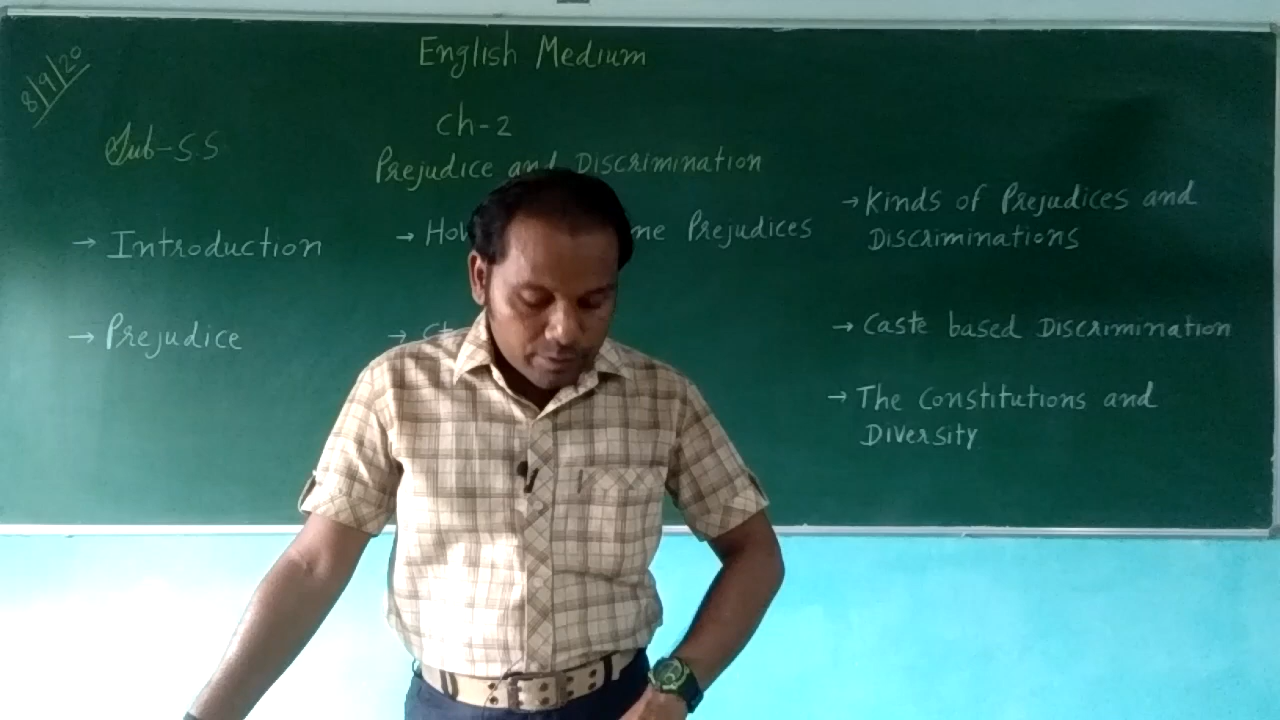 8/9/20
English Medium
Ch-2
Sub-S.S
Prejudice and Discrimination
→ Introduction
→ Prejudices
→ Kinds of Prejudices and
Discriminations
→ Prejudice
→
→ Caste based Discrimination
→ The Constitutions and
Diversity